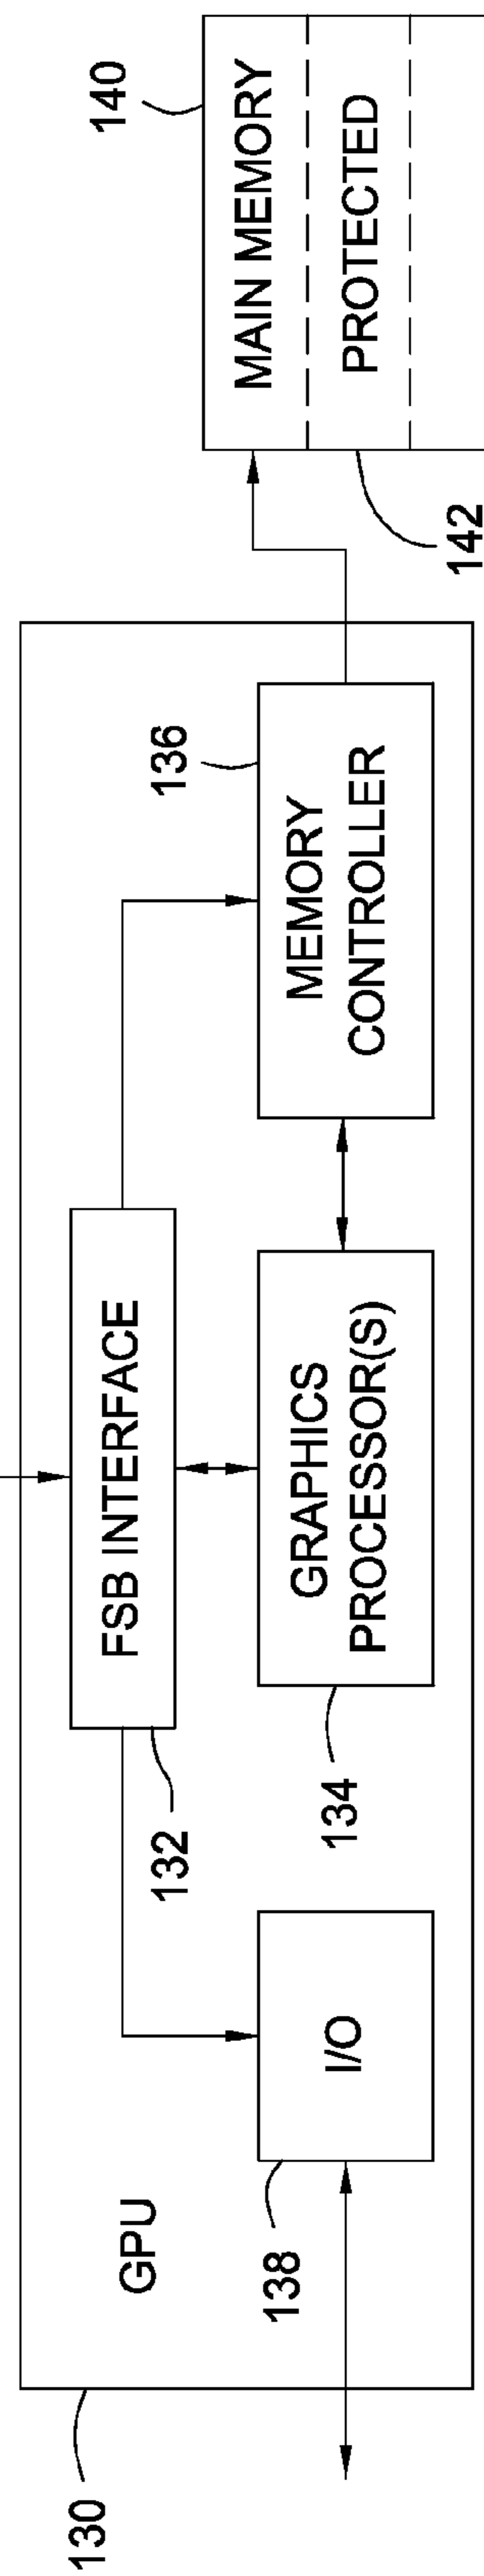 130
GPU
FSB INTERFACE
132
138
I/O
134
GRAPHICS
PROCESSOR(S)
136
MEMORY
CONTROLLER
140
MAIN MEMORY
PROTECTED
142